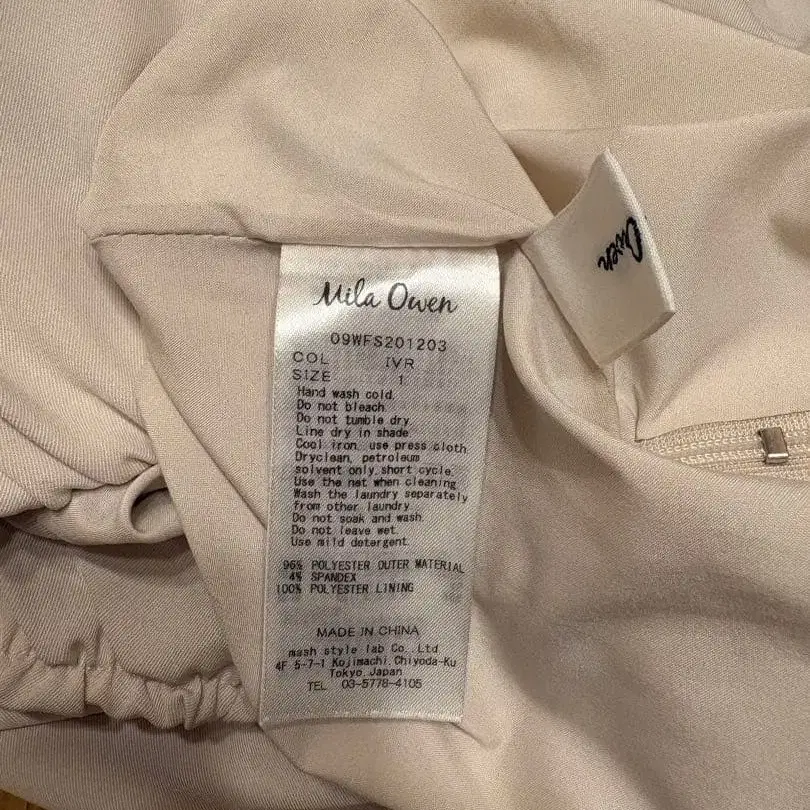 Mila Owen
09WFS201203
COL IVR
SIZE 1
Hand wash cold.
Do not bleach.
Do not tumble dry.
Line dry in shade
Cool iron, use press cloth
Dryclean, petroleum
solvent only, short cycle.
Use the net when cleaning
Wash the laundry separately
from other laundry.
Do not soak and wash.
Do not leave wet.
Use mild detergent.
96% POLYESTER OUTER MATERIAL
4% SPANDEX
100% POLYESTER LINING
MADE IN CHINA
mash style lab Co., Ltd.
4F 5-7-1 Kojimachi, Chiyoda-Ku
Tokyo, Japan
TEL 03-5778-4105
Owen